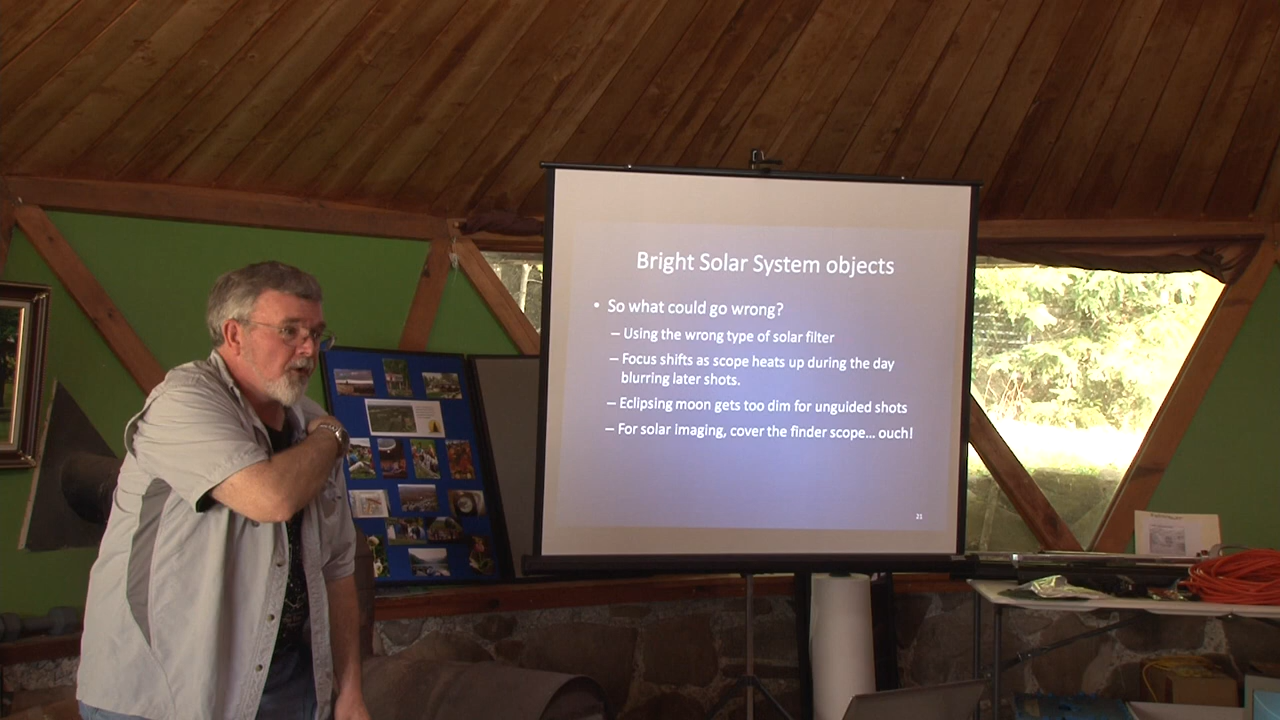 Bright Solar System objects
• So what could go wrong?
– Using the wrong type of solar filter
– Focus shifts as scope heats up during the day
blurring later shots.
– Eclipsing moon gets too dim for unguided shots
– For solar imaging, cover the finder scope... ouch!
21